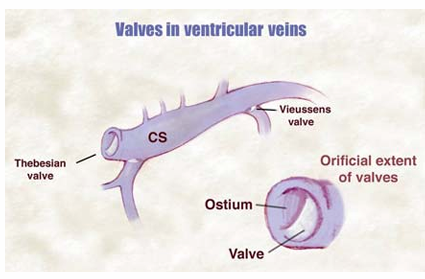 Valves in ventricular veins
Vieussens
valve
CS
Thebesian
valve
Orificial extent
of valves
Ostium
Valve